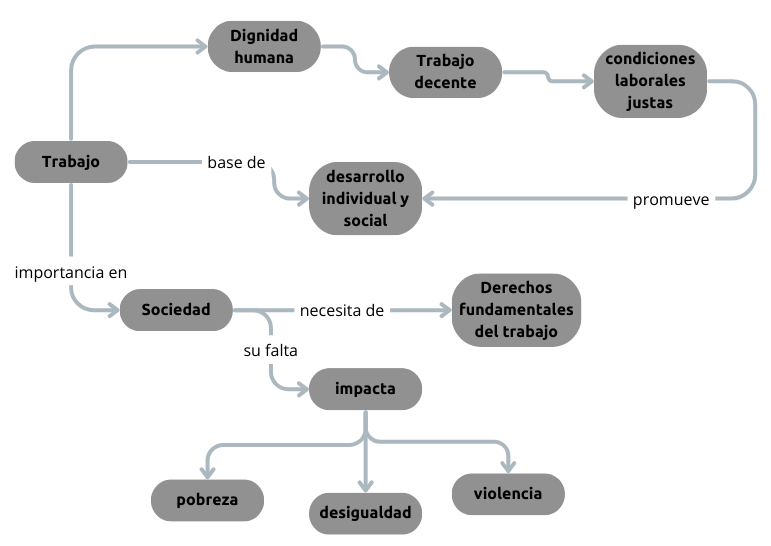 Dignidad
humana
Trabajo
decente
condiciones
laborales
justas
Trabajo
base de
desarrollo
individual y
social
promueve
importancia en
Sociedad
necesita de
Derechos
fundamentales
del trabajo
su falta
impacta
pobreza
desigualdad
violencia